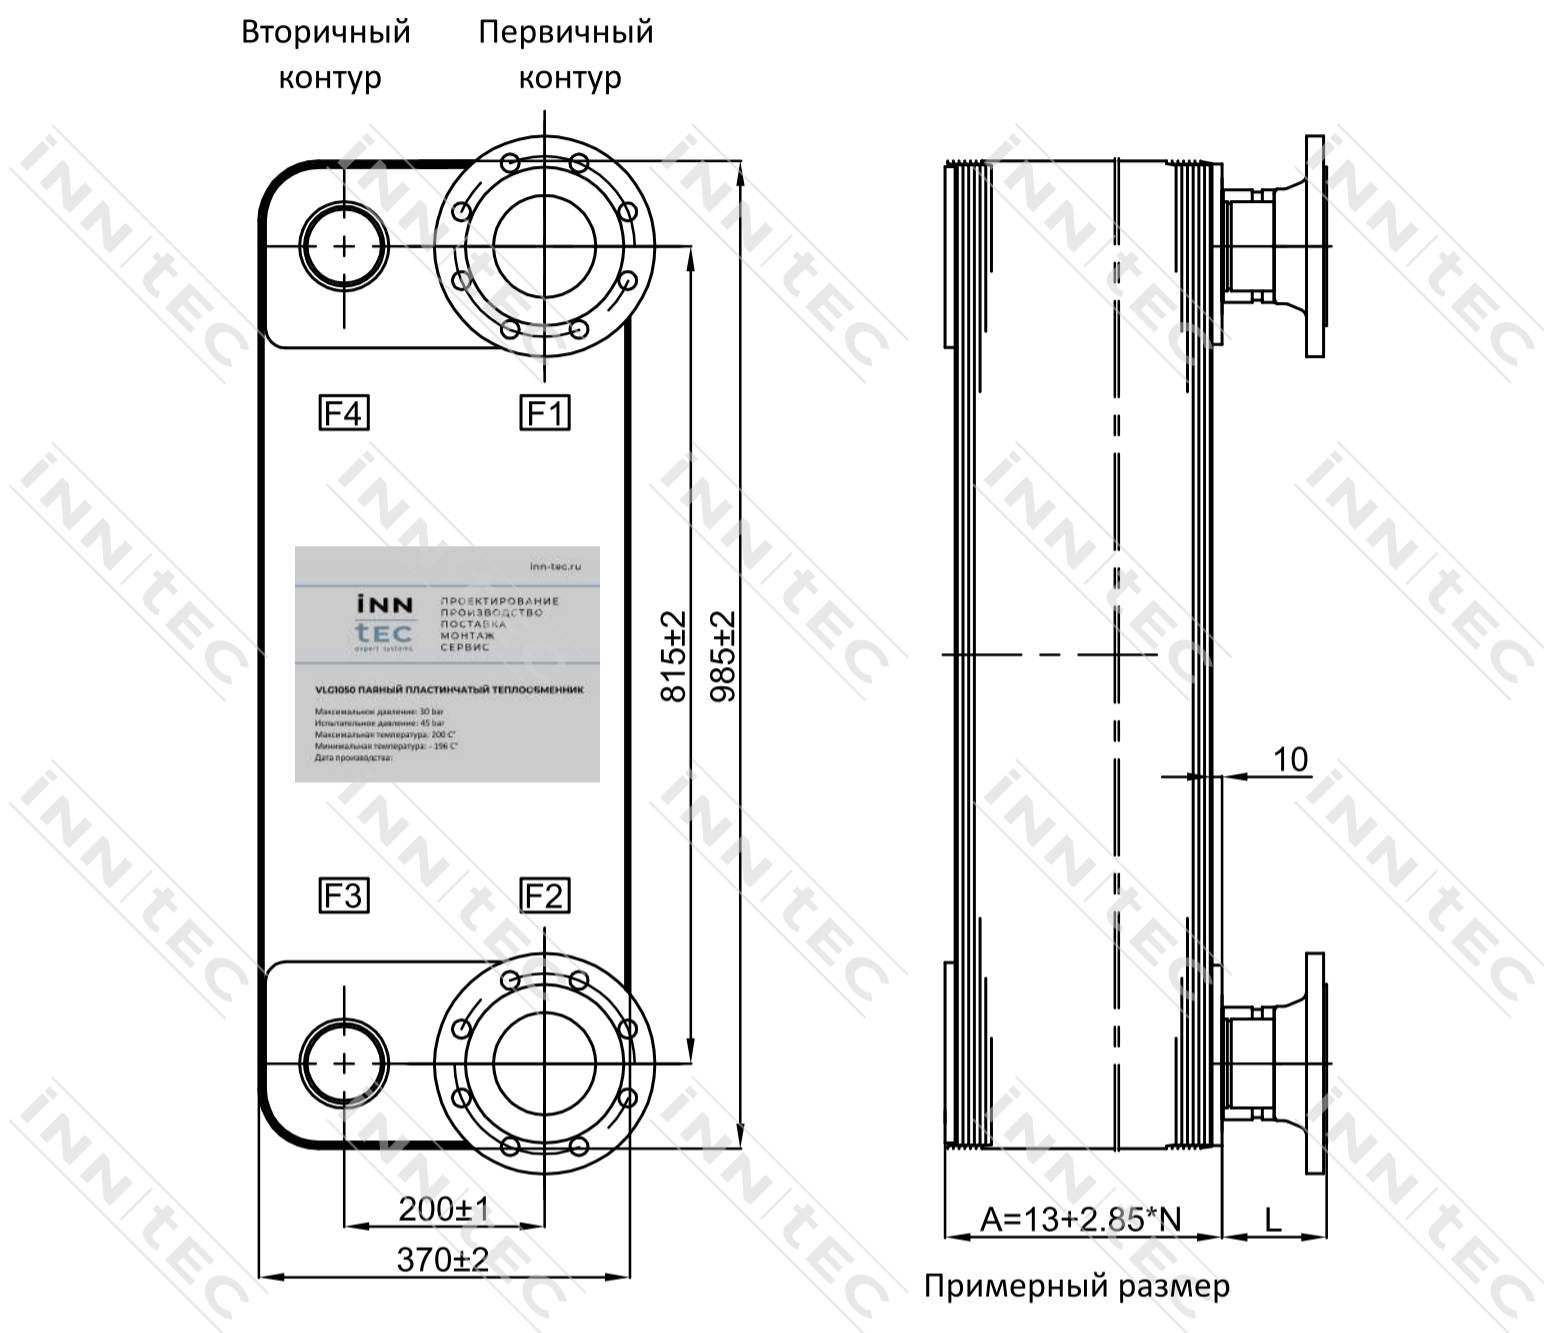 Вторичный контур
Первичный контур
F4
F1
inn-tec.ru
iNN
tEC
expert systems
ПРОЕКТИРОВАНИЕ
ПРОИЗВОДСТВО
ПОСТАВКА
МОНТАЖ
СЕРВИС
VLG1050 ПАЯНЫЙ ПЛАСТИНЧАТЫЙ ТЕПЛООБМЕННИК
Максимальное давление: 30 bar
Испытательное давление: 45 bar
Максимальная температура: 200 C°
Минимальная температура: - 196 C°
Дата производства:
815±2
985±2
10
F3
F2
200±1
370±2
A=13+2.85*N
L
Примерный размер
iNN tEC